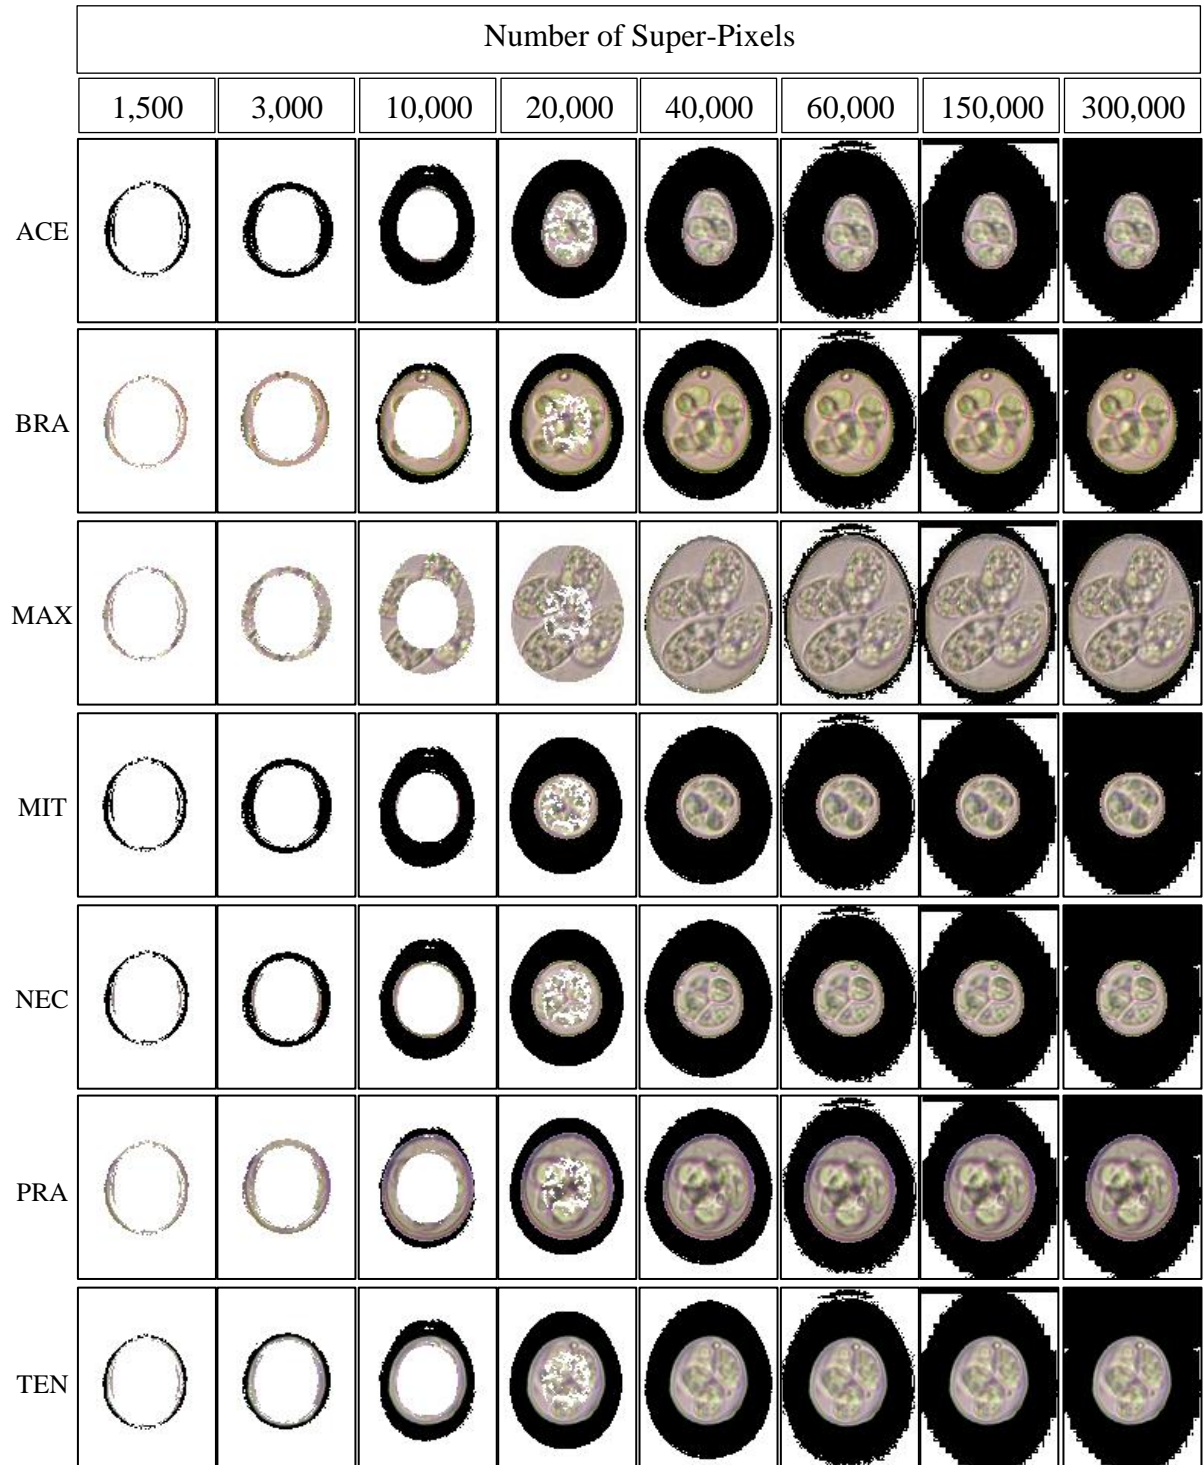 Number of Super-Pixels
1,500 3,000 10,000 20,000 40,000 60,000 150,000 300,000
ACE
BRA
MAX
MIT
NEC
PRA
TEN